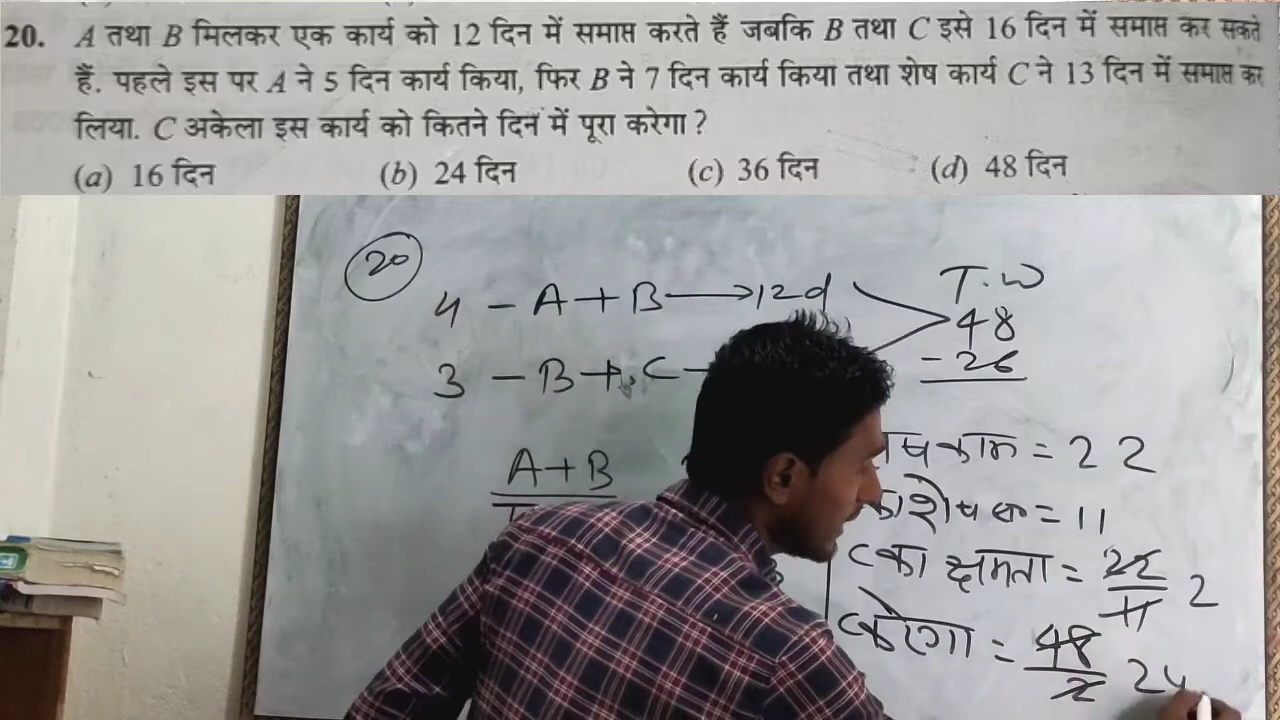 20. A तथा B मिलकर एक कार्य को 12 दिन में समाप्त करते हैं जबकि B तथा C इसे 16 दिन में समाप्त कर सकते
हैं. पहले इस पर A ने 5 दिन कार्य किया, फिर B ने 7 दिन कार्य किया तथा शेष कार्य C ने 13 दिन में समाप्त कर
लिया. C अकेला इस कार्य को कितने दिन में पूरा करेगा ?
(a) 16 दिन (b) 24 दिन (c) 36 दिन (d) 48 दिन
20
T.W
4 - A + B → 12d
48
3 - B + C -
- 26
A + B
काम = 22
= 11
C का क्षमता = 22/11 2
C करेगा = 48/2 24